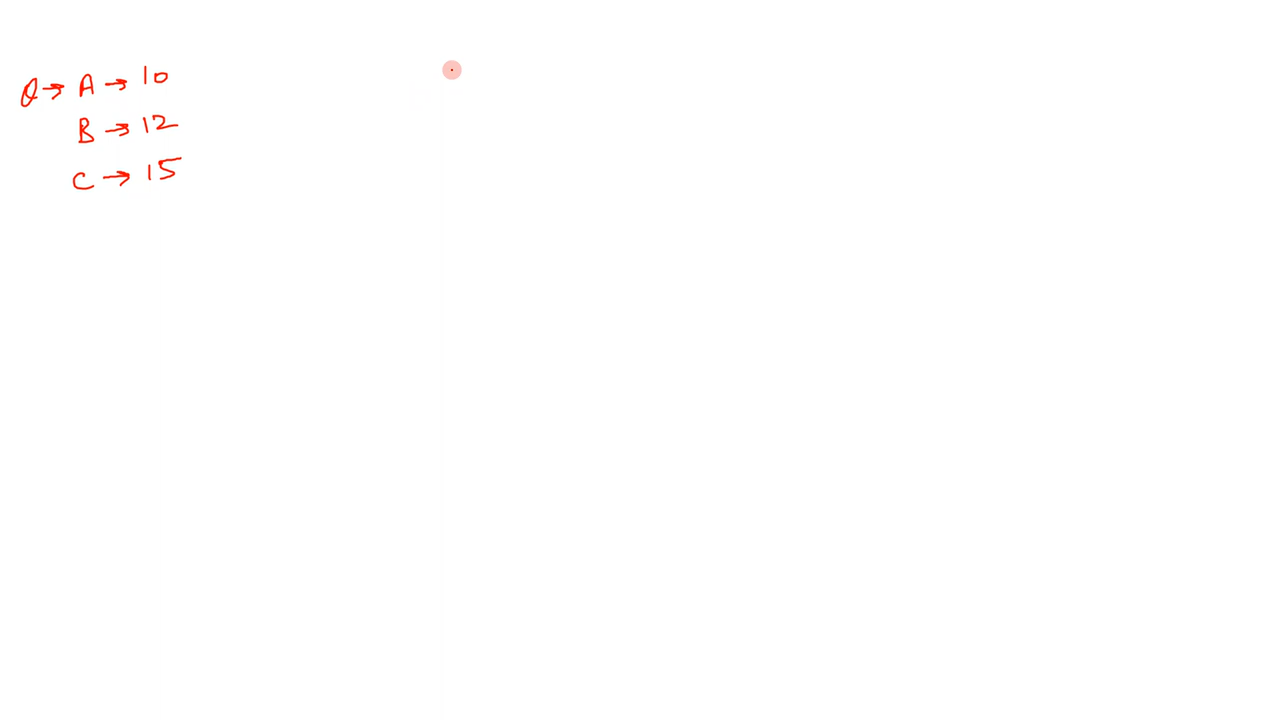 Q → A → 10
B → 12
C → 15